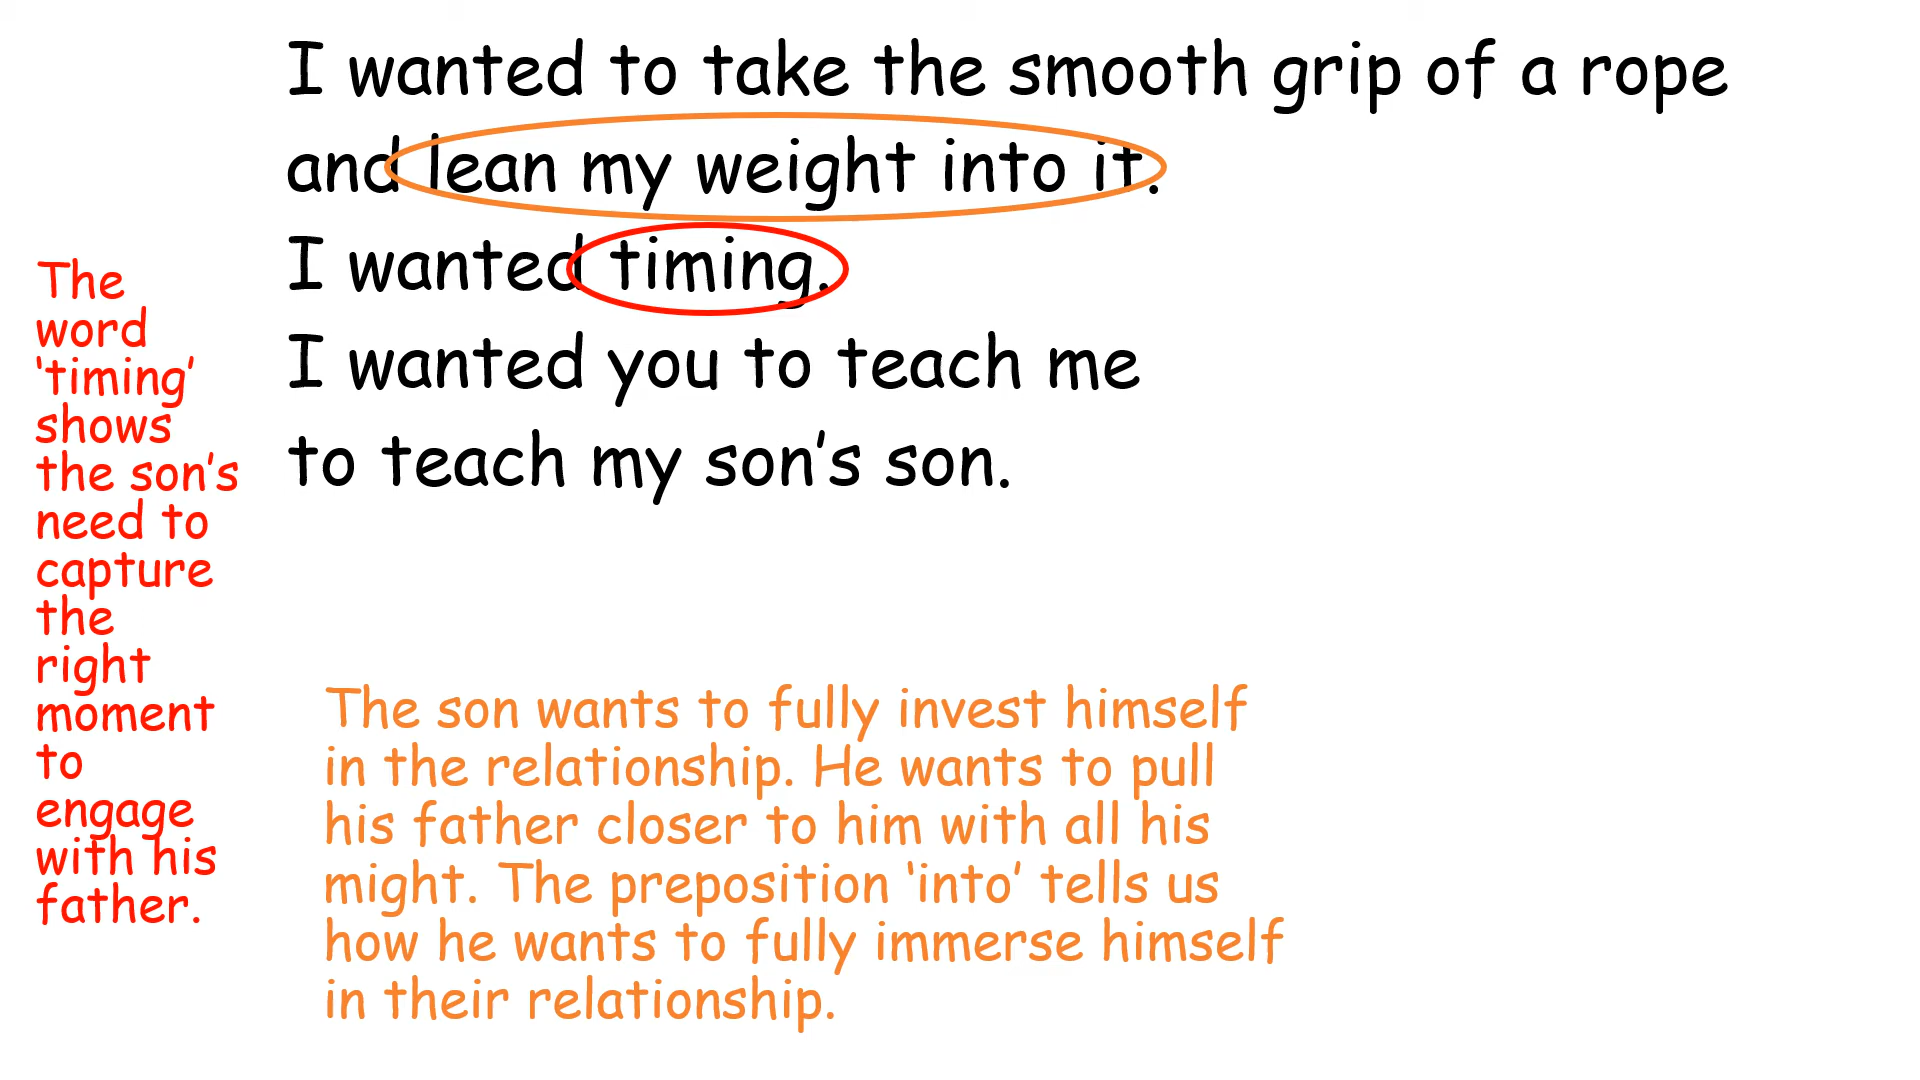 I wanted to take the smooth grip of a rope
and lean my weight into it.
I wanted timing.
I wanted you to teach me
to teach my son’s son.
The
word
‘timing’
shows
the son’s
need to
capture
the
right
moment
to
engage
with his
father.
The son wants to fully invest himself
in the relationship. He wants to pull
his father closer to him with all his
might. The preposition ‘into’ tells us
how he wants to fully immerse himself
in their relationship.